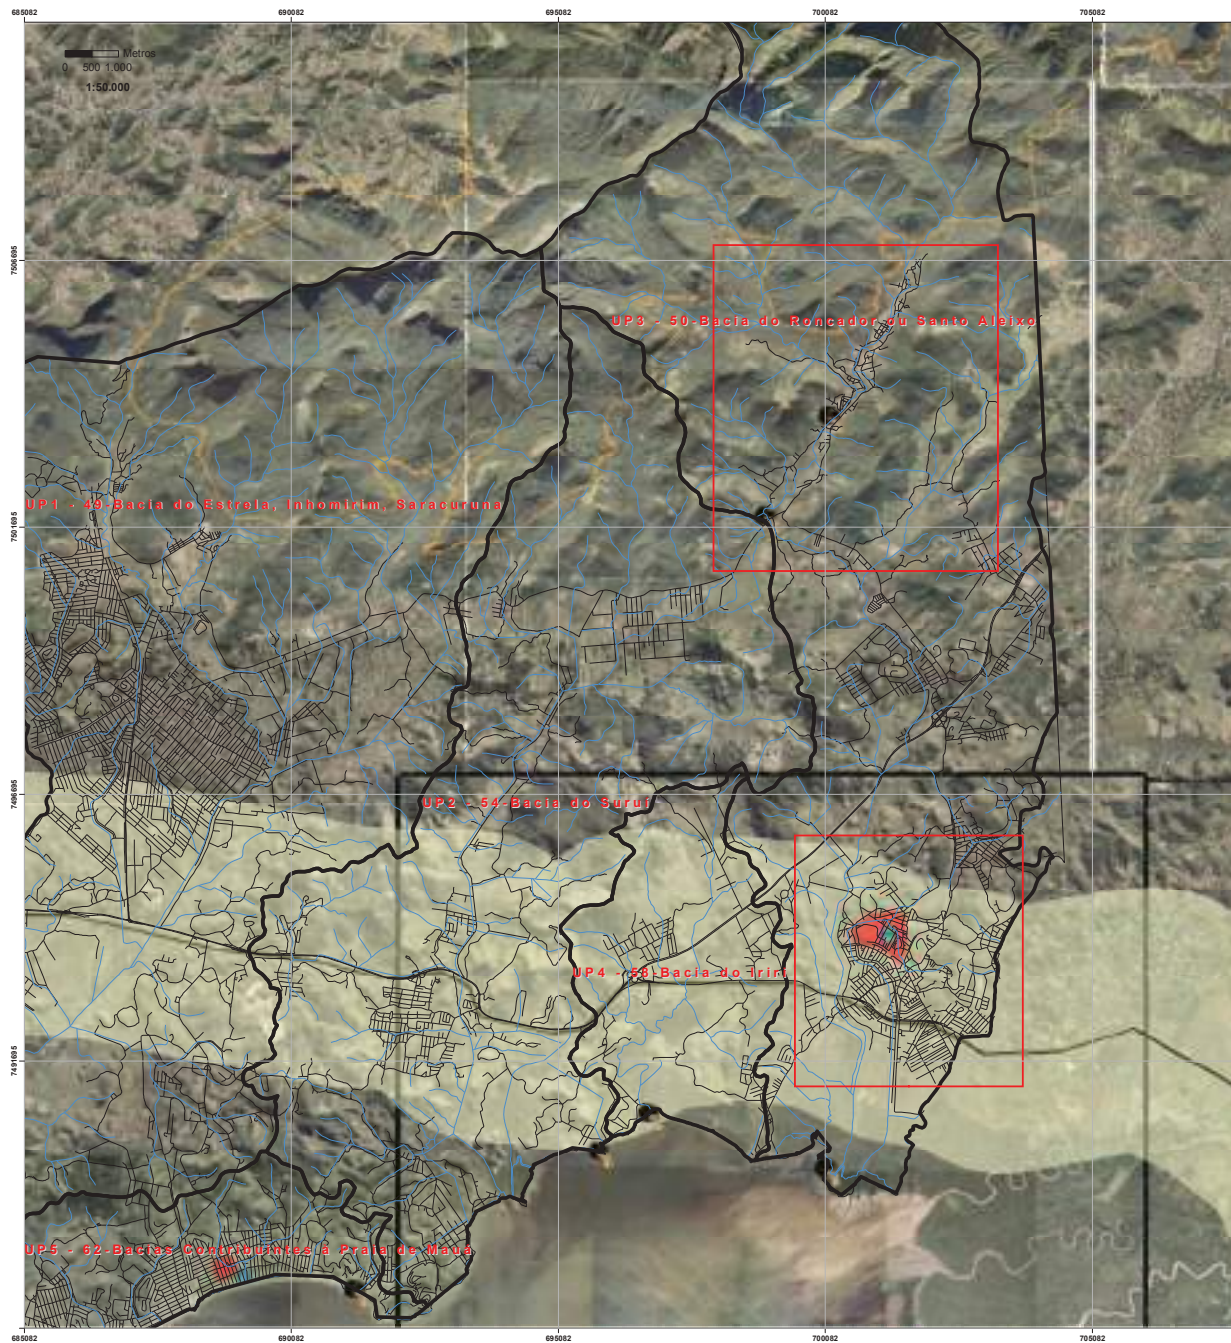 685082 690082 695082 700082 705082
Metros
0 500 1.000
1:50.000
7506695
UP3 - 50-Bacia do Roncador ou Santo Aleixo
UP1 - 49-Bacia do Estrela, Inhomirim, Saracuruna
7501695
7496695
UP2 - 54-Bacia do Suruí
UP4 - 58-Bacia do Iriri
7491695
UP5 - 62-Bacias Contribuintes à Praia de Mauá
685082 690082 695082 700082 705082